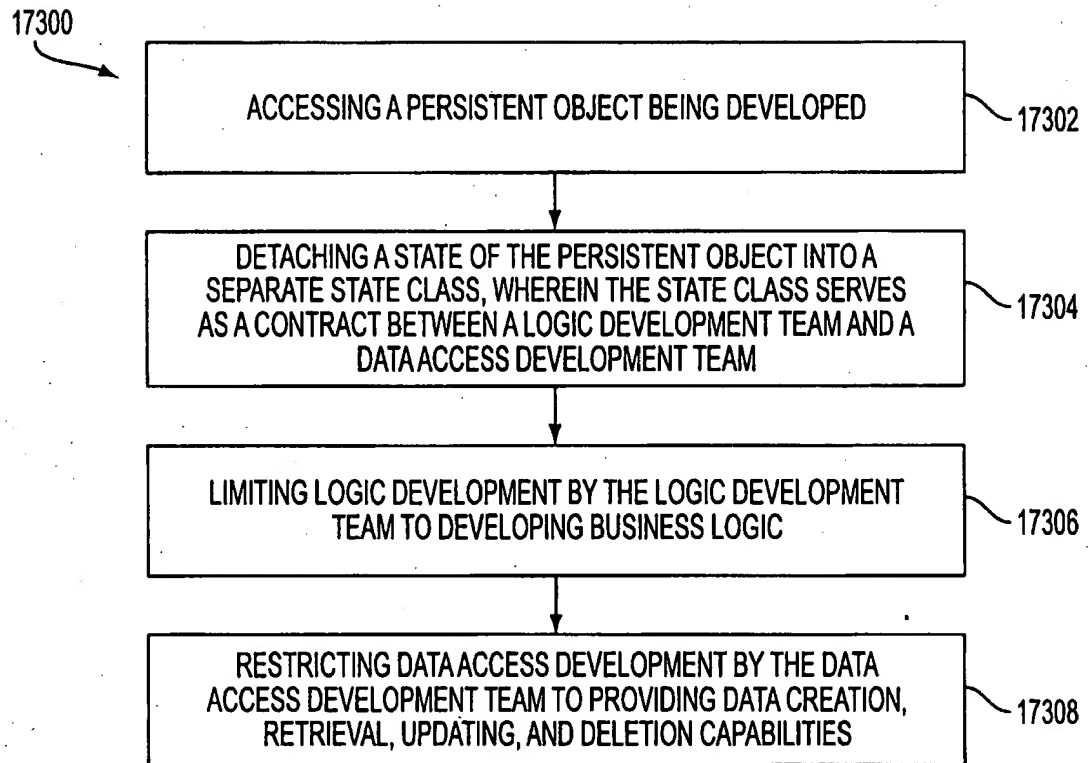 17300
ACCESSING A PERSISTENT OBJECT BEING DEVELOPED
17302
DETACHING A STATE OF THE PERSISTENT OBJECT INTO A
SEPARATE STATE CLASS, WHEREIN THE STATE CLASS SERVES
AS A CONTRACT BETWEEN A LOGIC DEVELOPMENT TEAM AND A
DATA ACCESS DEVELOPMENT TEAM
17304
LIMITING LOGIC DEVELOPMENT BY THE LOGIC DEVELOPMENT
TEAM TO DEVELOPING BUSINESS LOGIC
17306
RESTRICTING DATA ACCESS DEVELOPMENT BY THE DATA
ACCESS DEVELOPMENT TEAM TO PROVIDING DATA CREATION,
RETRIEVAL, UPDATING, AND DELETION CAPABILITIES
17308